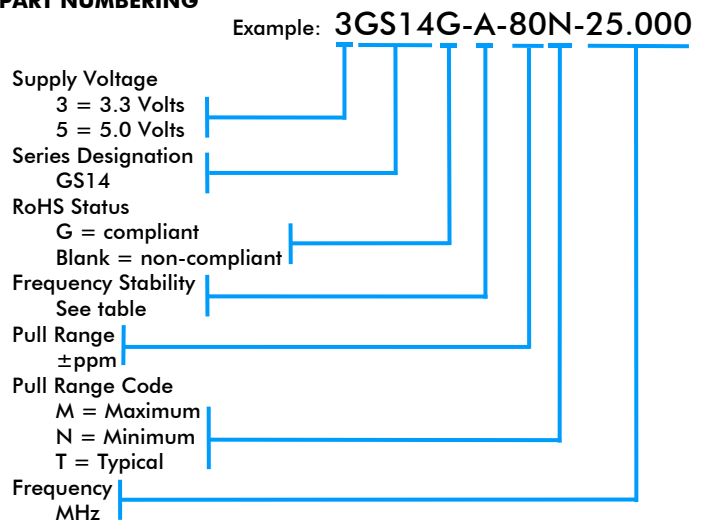 PART NUMBERING
Example: 3GS14G-A-80N-25.000
Supply Voltage
3 = 3.3 Volts
5 = 5.0 Volts
Series Designation
GS14
RoHS Status
G = compliant
Blank = non-compliant
Frequency Stability
See table
Pull Range
±ppm
Pull Range Code
M = Maximum
N = Minimum
T = Typical
Frequency
MHz